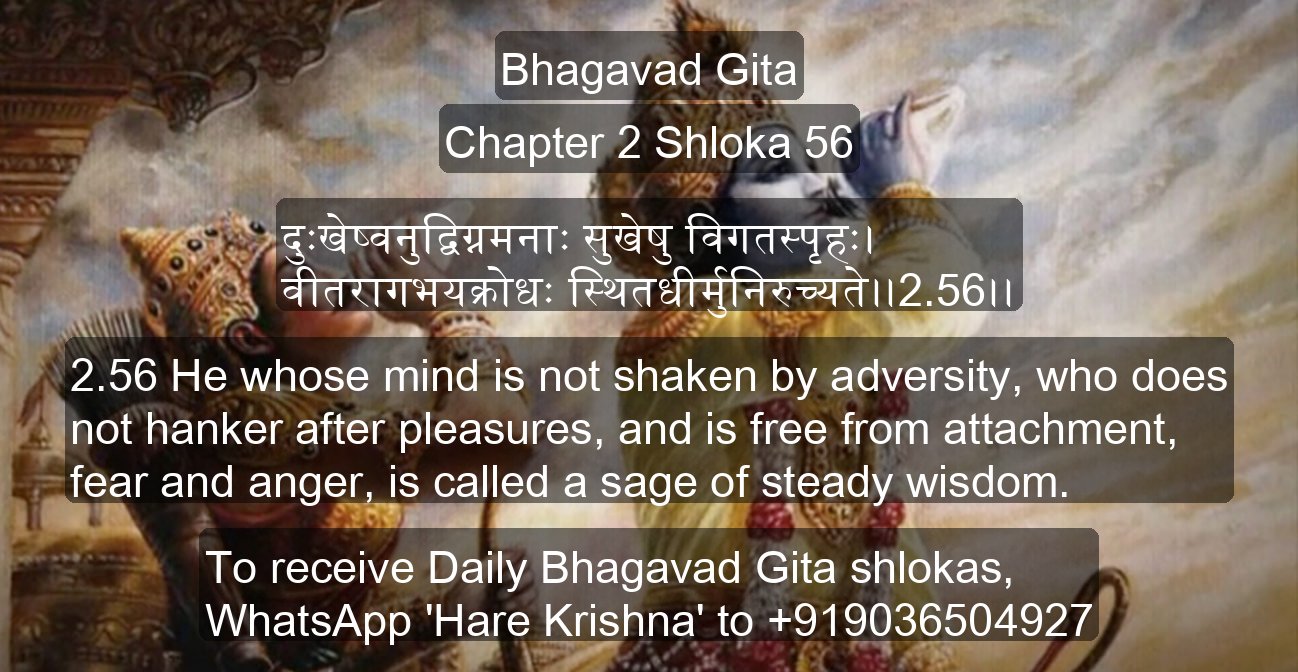 Bhagavad Gita
Chapter 2 Shloka 56
दुःखेष्वनुद्विग्नमनाः सुखेषु विगतस्पृहः।
वीतरागभयक्रोधः स्थितधीर्मुनिरुच्यते।।2.56।।
2.56 He whose mind is not shaken by adversity, who does
not hanker after pleasures, and is free from attachment,
fear and anger, is called a sage of steady wisdom.
To receive Daily Bhagavad Gita shlokas,
WhatsApp 'Hare Krishna' to +919036504927